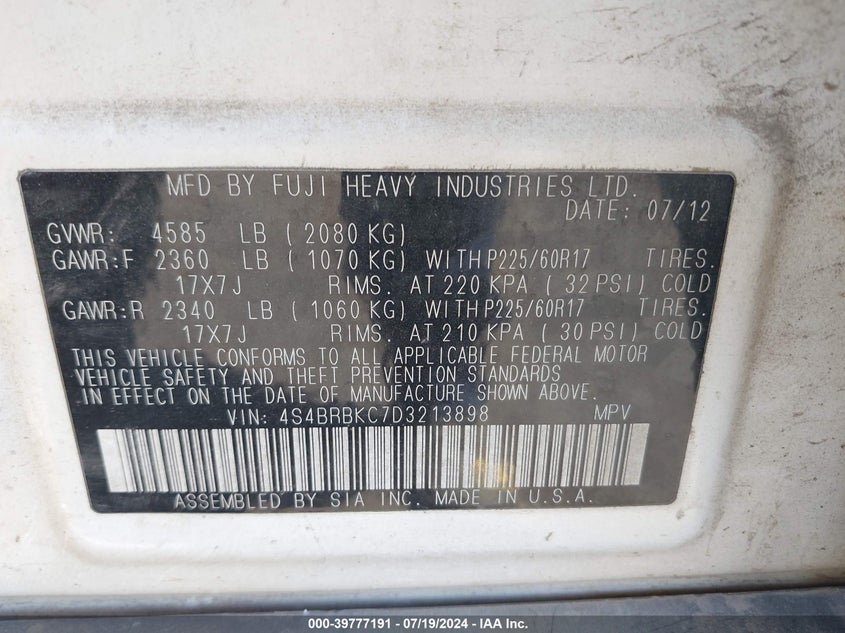 MFD BY FUJI HEAVY INDUSTRIES LTD.
DATE: 07/12
GVWR: 4585 LB ( 2080 KG)
GAWR:F 2360 LB ( 1070 KG) WITH P225/60R17 TIRES.
17X7J RIMS. AT 220 KPA ( 32 PSI) COLD
GAWR:R 2340 LB ( 1060 KG) WITH P225/60R17 TIRES.
17X7J RIMS. AT 210 KPA ( 30 PSI) COLD
THIS VEHICLE CONFORMS TO ALL APPLICABLE FEDERAL MOTOR
VEHICLE SAFETY AND THEFT PREVENTION STANDARDS
IN EFFECT ON THE DATE OF MANUFACTURE SHOWN ABOVE.
VIN: 4S4BRBKC7D3213898 MPV
ASSEMBLED BY SIA INC. MADE IN U.S.A.
000-39777191 - 07/19/2024 - IAA Inc.